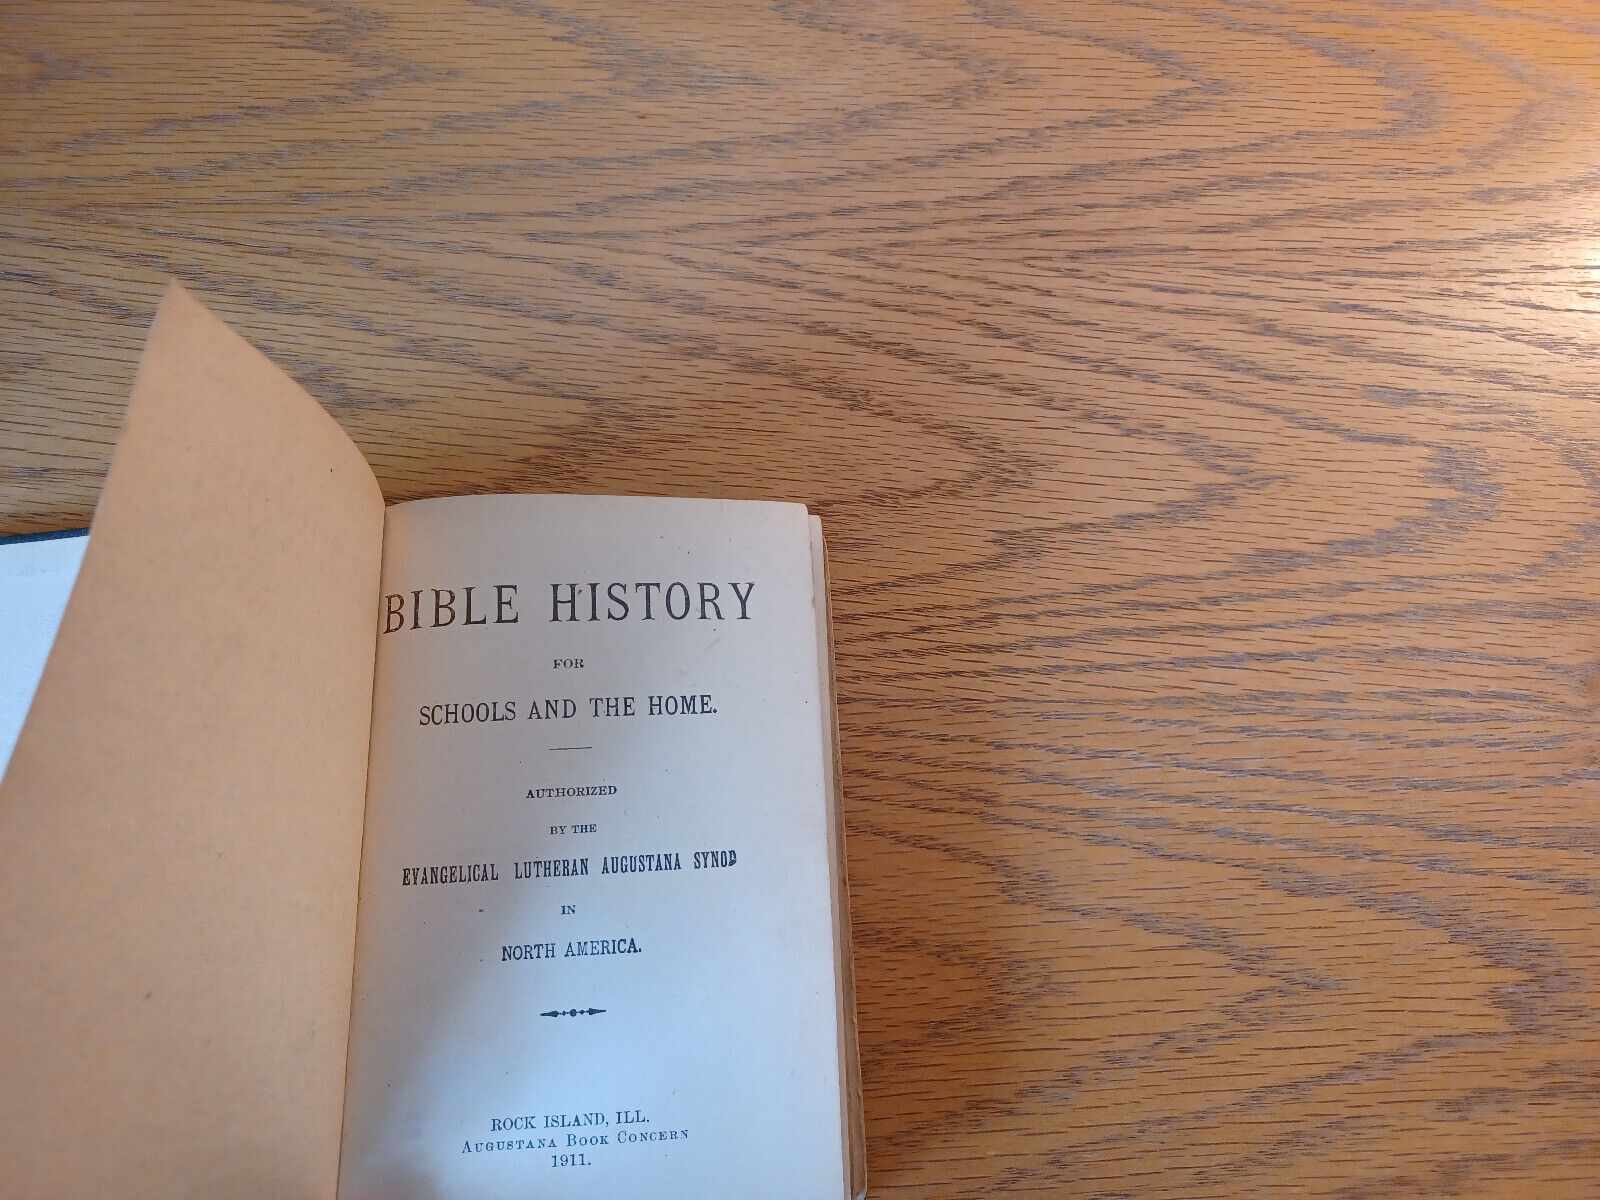 BIBLE HISTORY
FOR
SCHOOLS AND THE HOME.
AUTHORIZED
BY THE
EVANGELICAL LUTHERAN AUGUSTANA SYNOD
IN
NORTH AMERICA.
ROCK ISLAND, ILL.
AUGUSTANA BOOK CONCERN
1911.